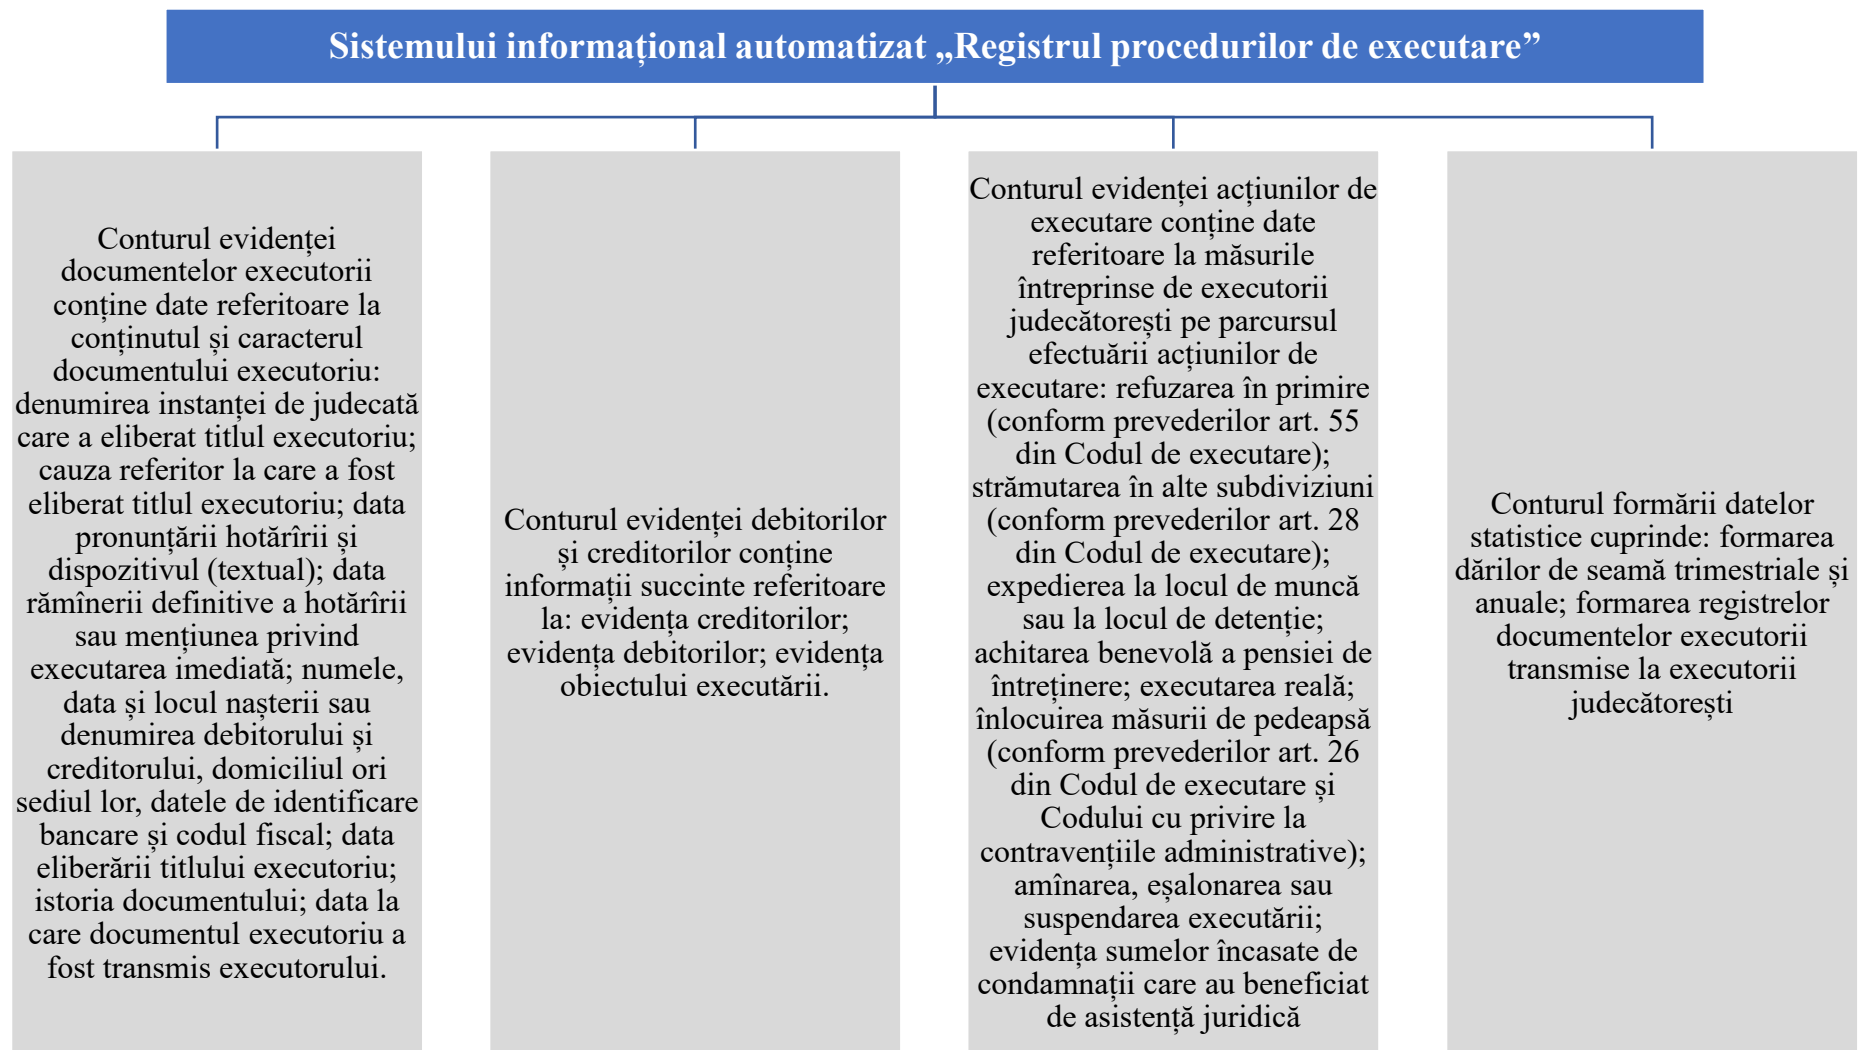 Sistemului informațional automatizat „Registrul procedurilor de executare”
Conturul evidenței
documentelor executorii
conține date referitoare la
conținutul și caracterul
documentului executoriu:
denumirea instanței de judecată
care a eliberat titlul executoriu;
cauza referitor la care a fost
eliberat titlul executoriu; data
pronunțării hotărîrii și
dispozitivul (textual); data
rămînerii definitive a hotărîrii
sau mențiunea privind
executarea imediată; numele,
data și locul nașterii sau
denumirea debitorului și
creditorului, domiciliul ori
sediul lor, datele de identificare
bancare și codul fiscal; data
eliberării titlului executoriu;
istoria documentului; data la
care documentul executoriu a
fost transmis executorului.
Conturul evidenței debitorilor
și creditorilor conține
informații succinte referitoare
la: evidența creditorilor;
evidența debitorilor; evidența
obiectului executării.
Conturul evidenței acțiunilor de
executare conține date
referitoare la măsurile
întreprinse de executorii
judecătorești pe parcursul
efectuării acțiunilor de
executare: refuzarea în primire
(conform prevederilor art. 55
din Codul de executare);
strămutarea în alte subdiviziuni
(conform prevederilor art. 28
din Codul de executare);
expedierea la locul de muncă
sau la locul de detenție;
achitarea benevolă a pensiei de
întreținere; executarea reală;
înlocuirea măsurii de pedeapsă
(conform prevederilor art. 26
din Codul de executare și
Codului cu privire la
contravențiile administrative);
amînarea, eșalonarea sau
suspendarea executării;
evidența sumelor încasate de
condamnații care au beneficiat
de asistență juridică
Conturul formării datelor
statistice cuprinde: formarea
dărilor de seamă trimestriale și
anuale; formarea registrelor
documentelor executorii
transmise la executorii
judecătorești